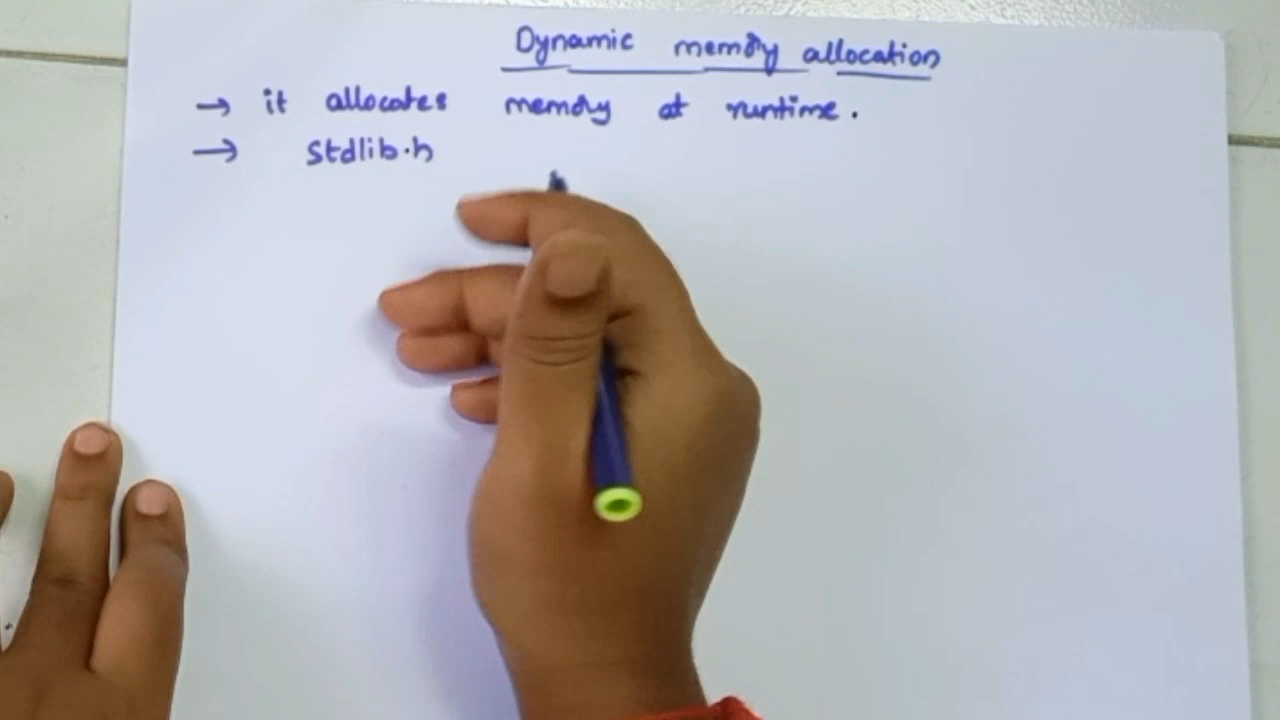 Dynamic memory allocation
→ it allocates memory at runtime.
→ stdlib.h